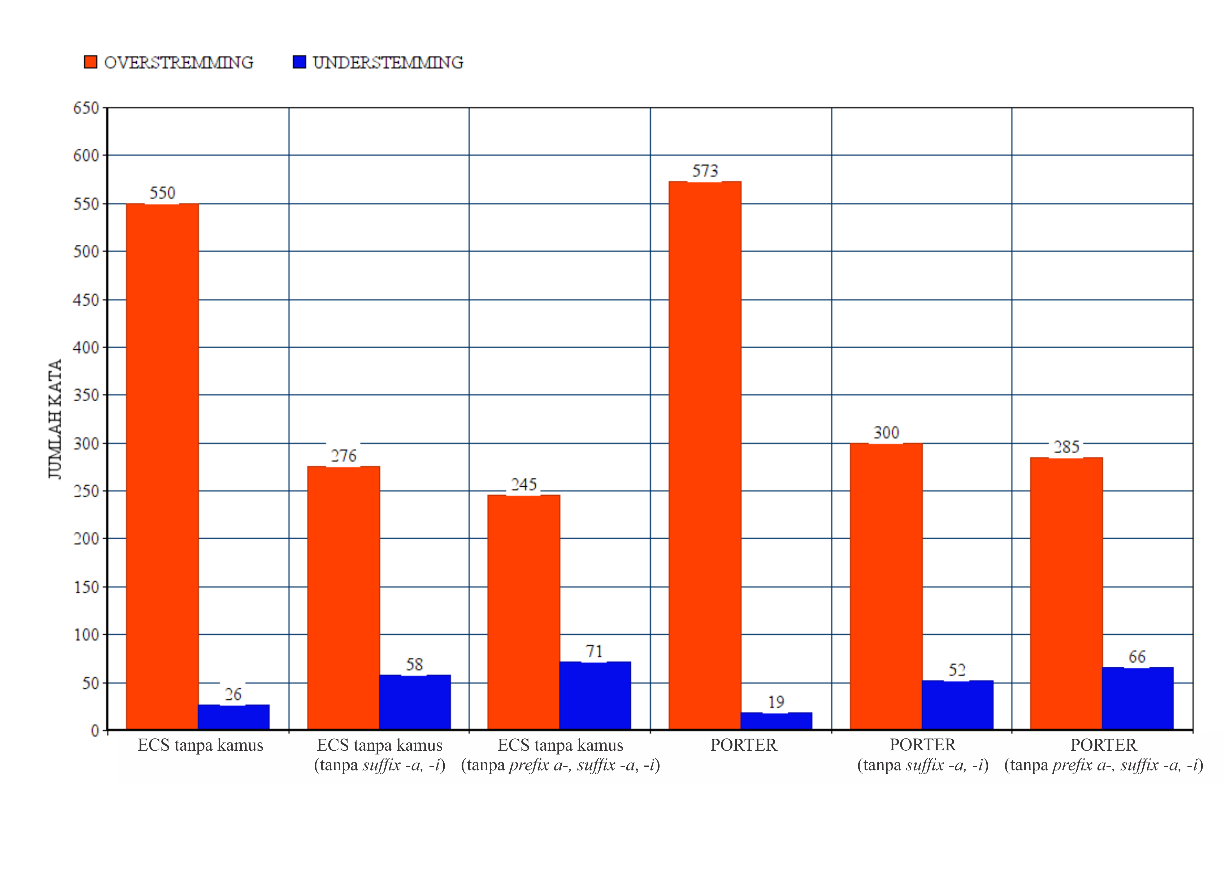 OVERSTREMMING UNDERSTEMMING
JUMLAH KATA
650
600
550
500
450
400
350
300
250
200
150
100
50
0
550
26
276
58
245
71
573
19
300
52
285
66
ECS tanpa kamus
ECS tanpa kamus
(tanpa suffix -a, -i)
ECS tanpa kamus
(tanpa prefix a-, suffix -a, -i)
PORTER
PORTER
(tanpa suffix -a, -i)
PORTER
(tanpa prefix a-, suffix -a, -i)